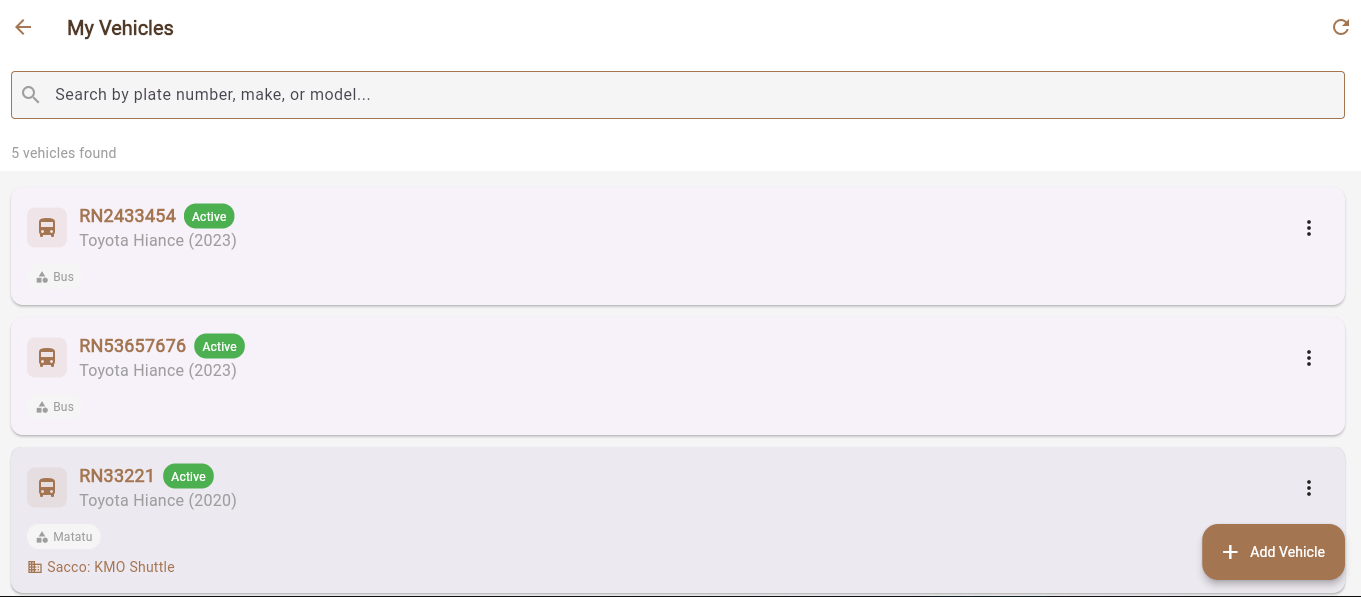 My Vehicles
Search by plate number, make, or model...
5 vehicles found
RN2433454 Active
Toyota Hiance (2023)
Bus
RN53657676 Active
Toyota Hiance (2023)
Bus
RN33221 Active
Toyota Hiance (2020)
Matatu
Sacco: KMO Shuttle
Add Vehicle